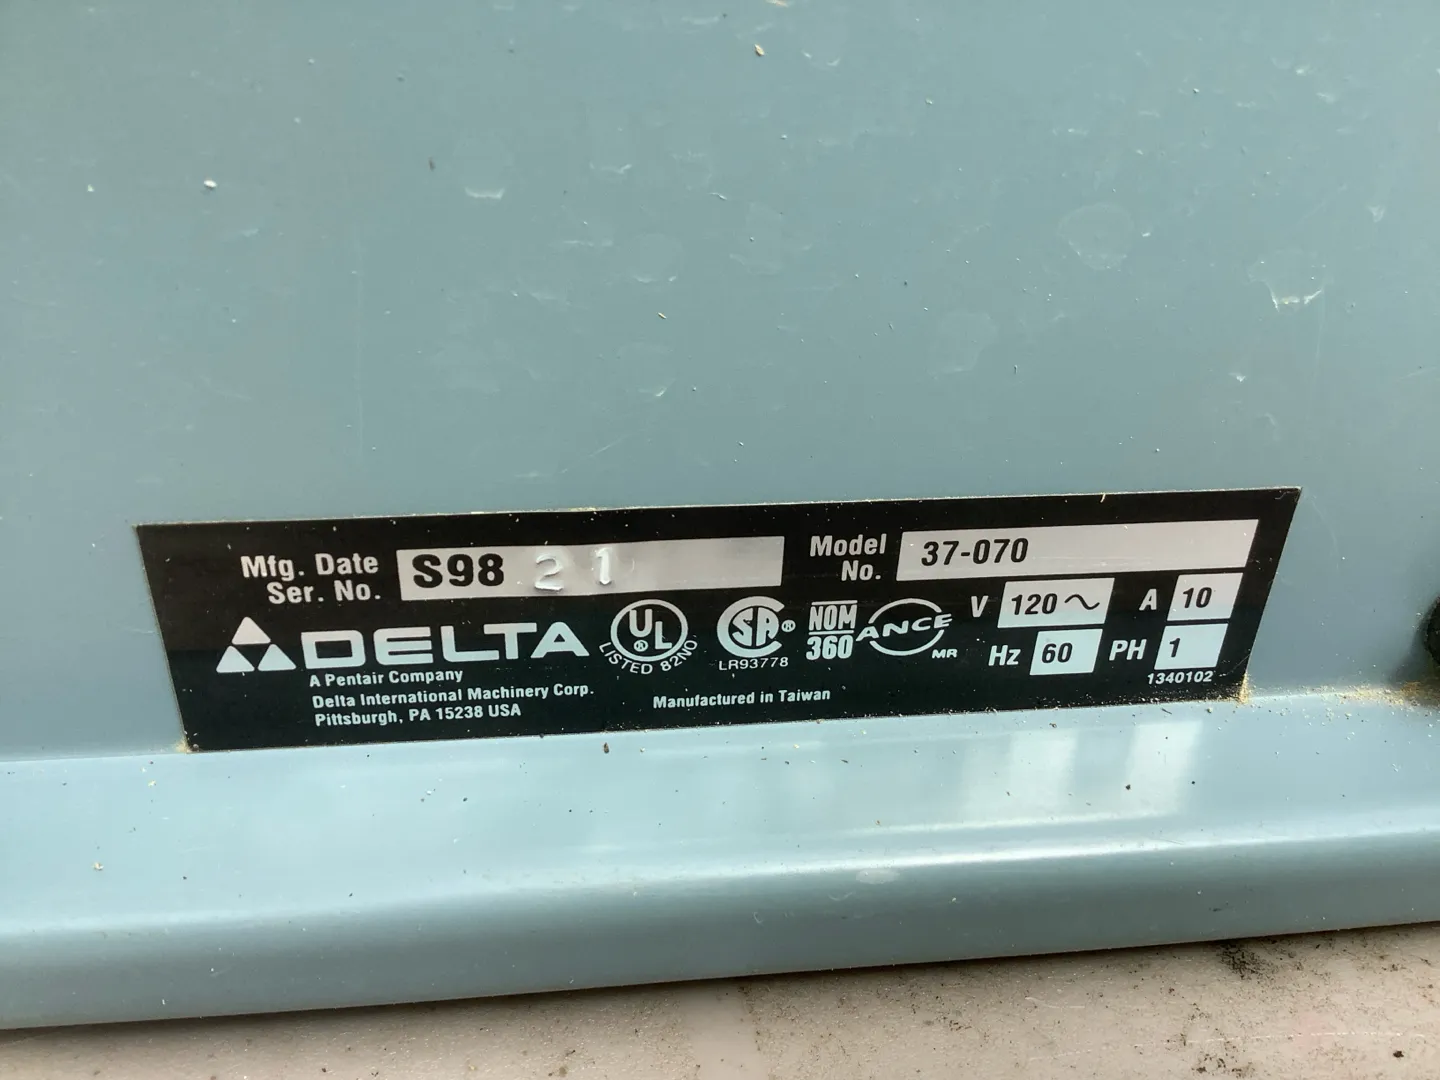 Mfg. Date
Ser. No.
S98 21
Model
No.
37-070
DELTA
A Pentair Company
Delta International Machinery Corp.
Pittsburgh, PA 15238 USA
UL ®
LISTED 82NO
SA ®
LR93778
NOM
360
ANCE
MR
Manufactured in Taiwan
V 120 ~
A 10
Hz 60
PH 1
1340102